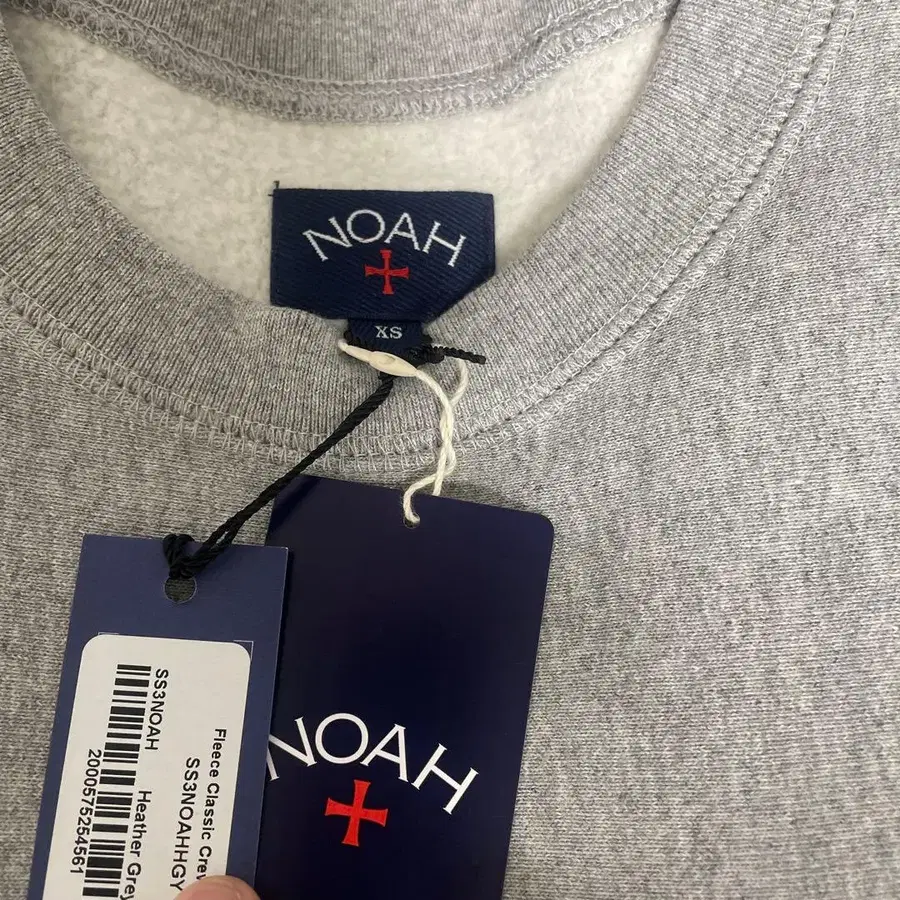 NOAH
XS
NOAH
Fleece Classic Crew
SS3NOAHHGY
Heather Grey
SS3NOAH
2000575254561